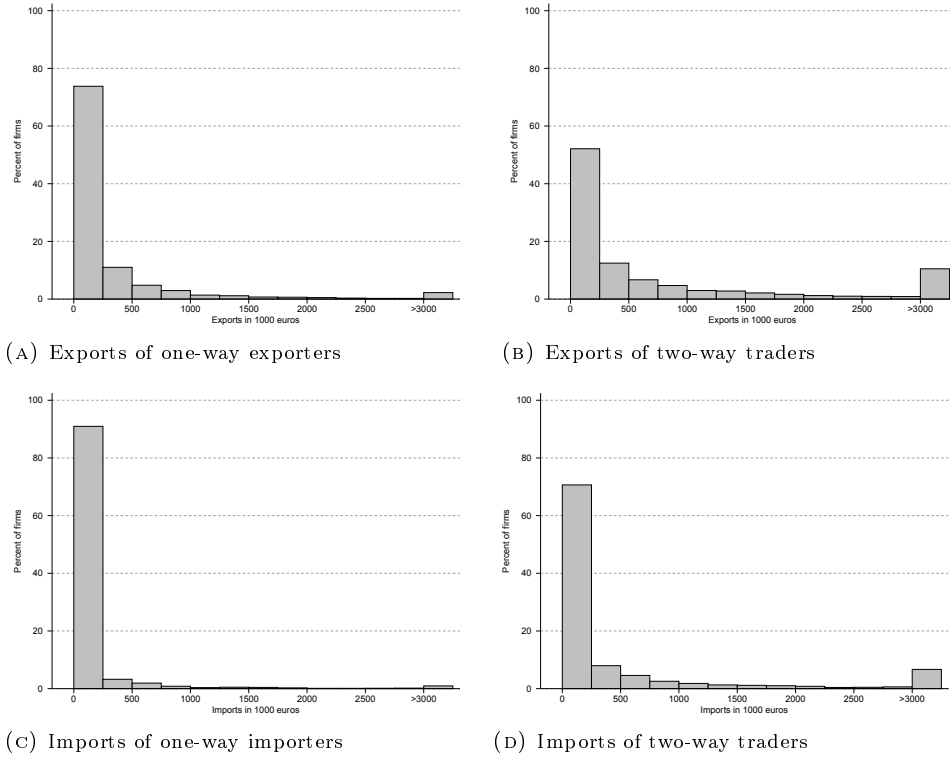 100
80
60
40
20
0
Percent of firms
0 500 1000 1500 2000 2500 >3000
Exports in 1000 euros
(A) Exports of one-way exporters
100
80
60
40
20
0
Percent of firms
0 500 1000 1500 2000 2500 >3000
Exports in 1000 euros
(B) Exports of two-way traders
100
80
60
40
20
0
Percent of firms
0 500 1000 1500 2000 2500 >3000
Imports in 1000 euros
(C) Imports of one-way importers
100
80
60
40
20
0
Percent of firms
0 500 1000 1500 2000 2500 >3000
Imports in 1000 euros
(D) Imports of two-way traders